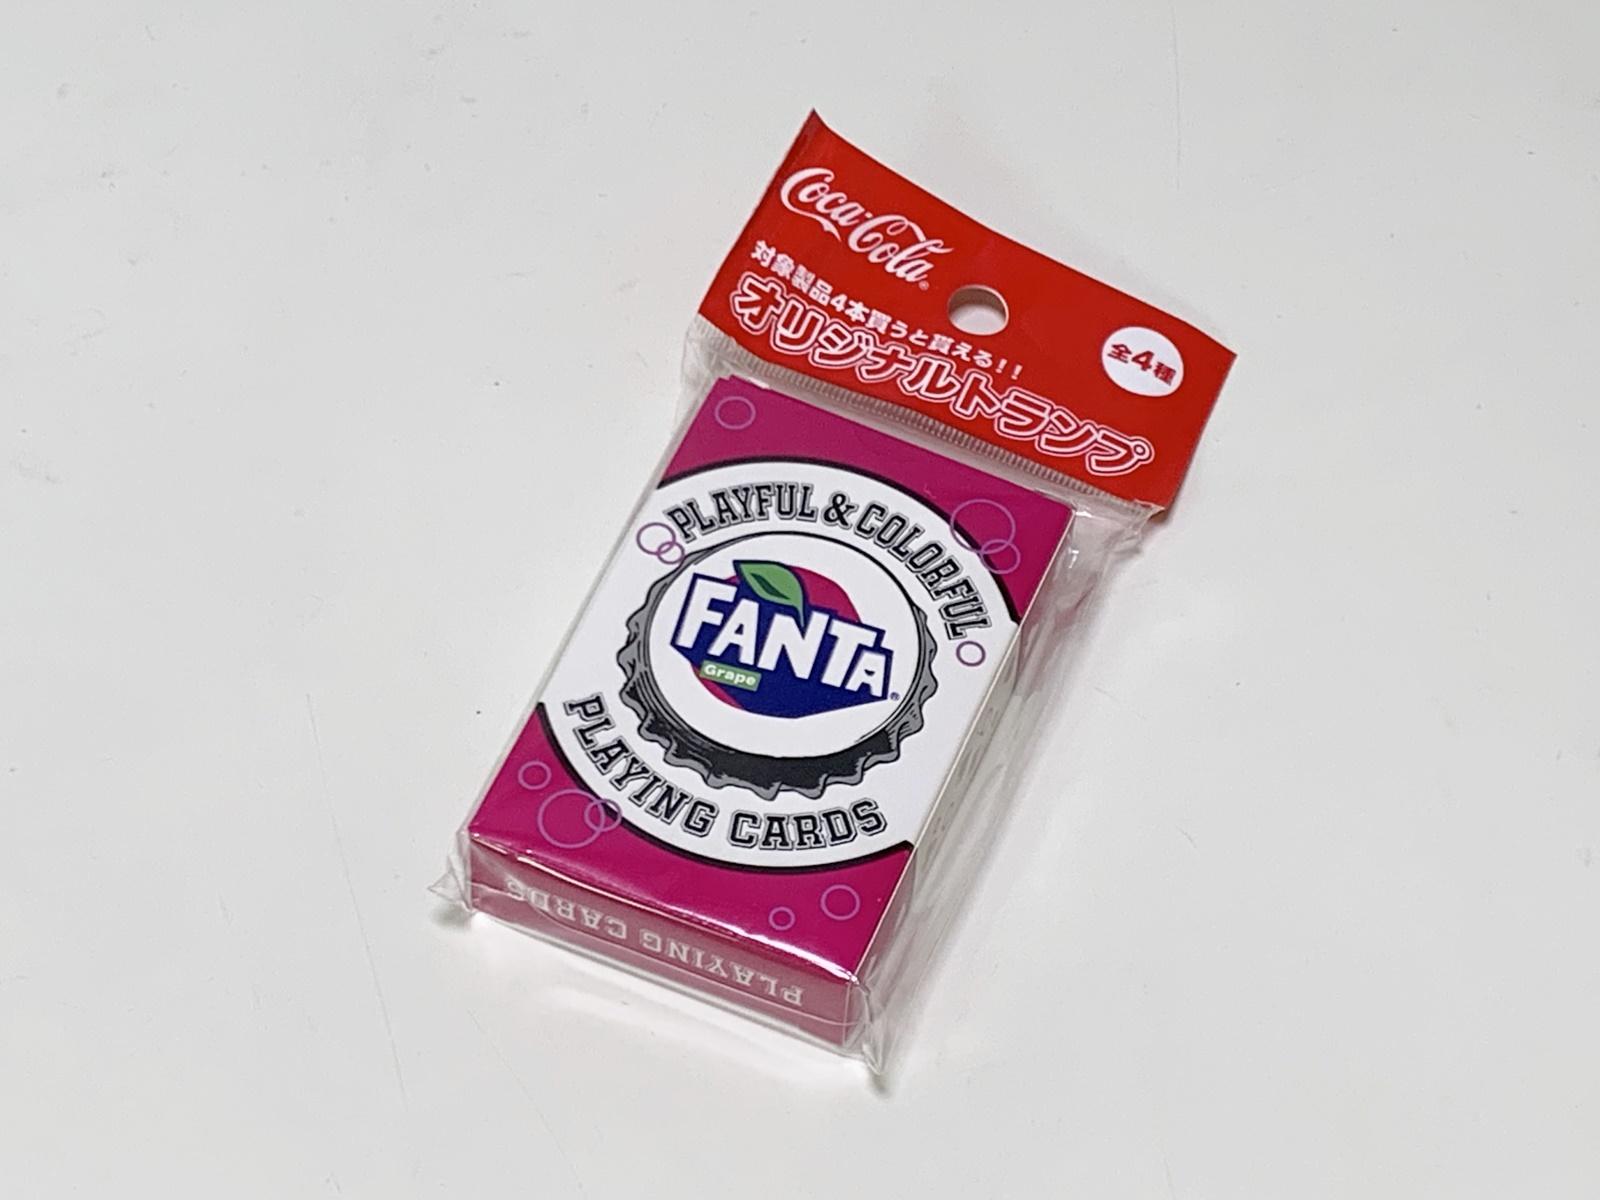 Coca-Cola®
対象製品4本買うと貰える!!
オリジナルトランプ
全4種
PLAYFUL & COLORFUL
FANTA®
Grape
PLAYING CARDS
PLAYING CARDS